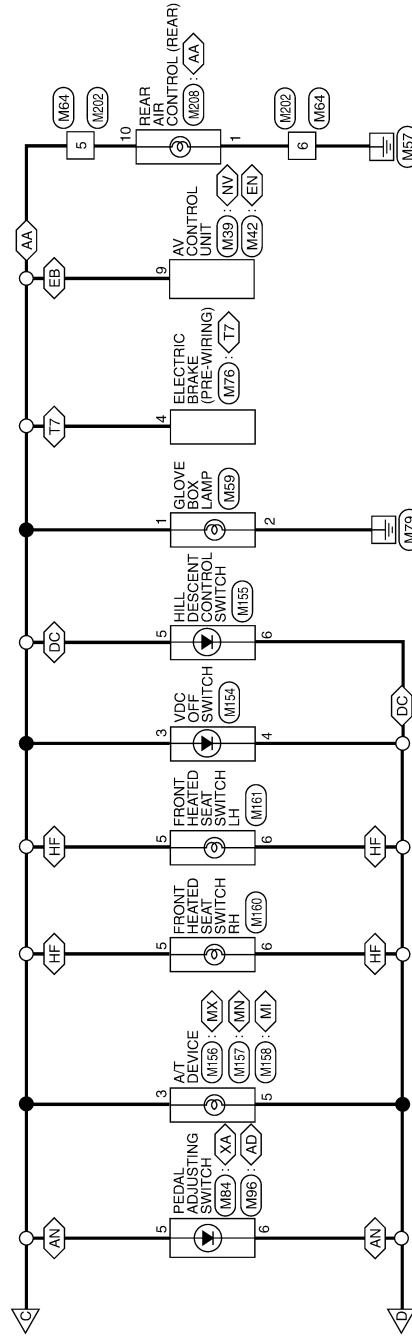 C
AN
5
PEDAL
ADJUSTING
SWITCH
M84 : XA
M96 : AD
6
AN
D
3
A/T
DEVICE
M156 : MX
M157 : MN
M158 : MI
5
HF
5
FRONT
HEATED
SEAT
SWITCH
RH
M160
6
HF
HF
5
FRONT
HEATED
SEAT
SWITCH
LH
M161
6
HF
3
VDC
OFF
SWITCH
M154
4
DC
5
HILL
DESCENT
CONTROL
SWITCH
M155
6
DC
1
GLOVE
BOX
LAMP
M59
2
M79
T7
4
ELECTRIC
BRAKE
(PRE-WIRING)
M76 : T7
EB
9
AV
CONTROL
UNIT
M39 : NV
M42 : EN
AA
5
M64
M202
10
REAR
AIR
CONTROL (REAR)
M208 : AA
1
6
M202
M64
M57